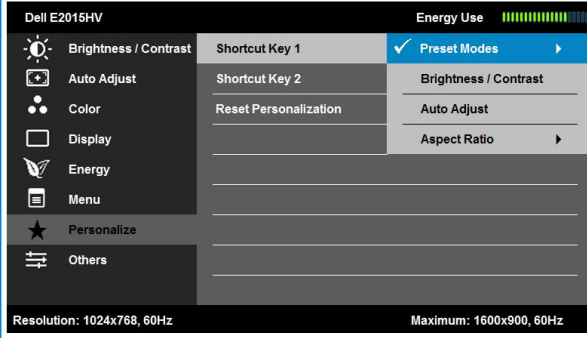 Dell E2015HV
Energy Use
Brightness / Contrast
Shortcut Key 1
Preset Modes
Auto Adjust
Shortcut Key 2
Brightness / Contrast
Color
Reset Personalization
Auto Adjust
Display
Aspect Ratio
Energy
Menu
Personalize
Others
Resolution: 1024x768, 60Hz
Maximum: 1600x900, 60Hz